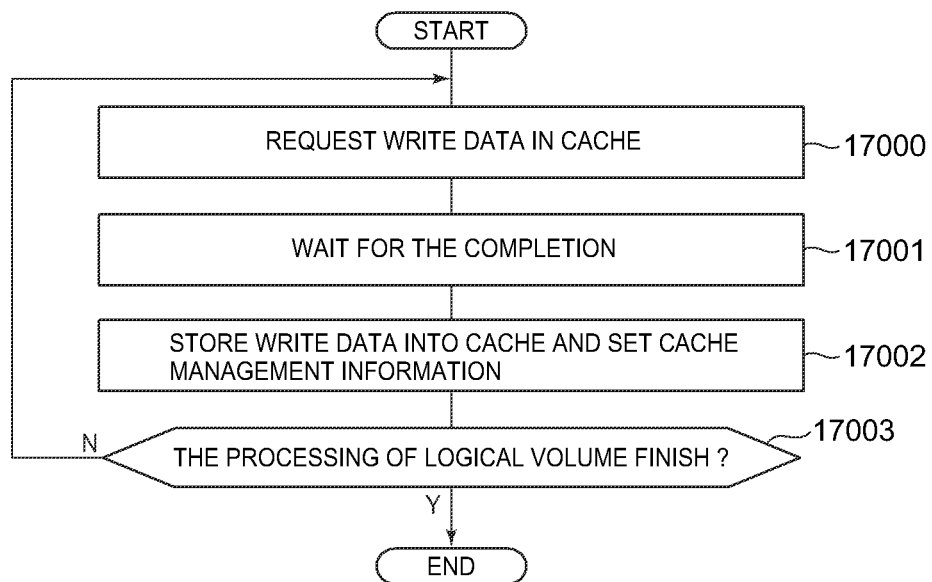 START
REQUEST WRITE DATA IN CACHE
17000
WAIT FOR THE COMPLETION
17001
STORE WRITE DATA INTO CACHE AND SET CACHE
MANAGEMENT INFORMATION
17002
17003
N
THE PROCESSING OF LOGICAL VOLUME FINISH ?
Y
END